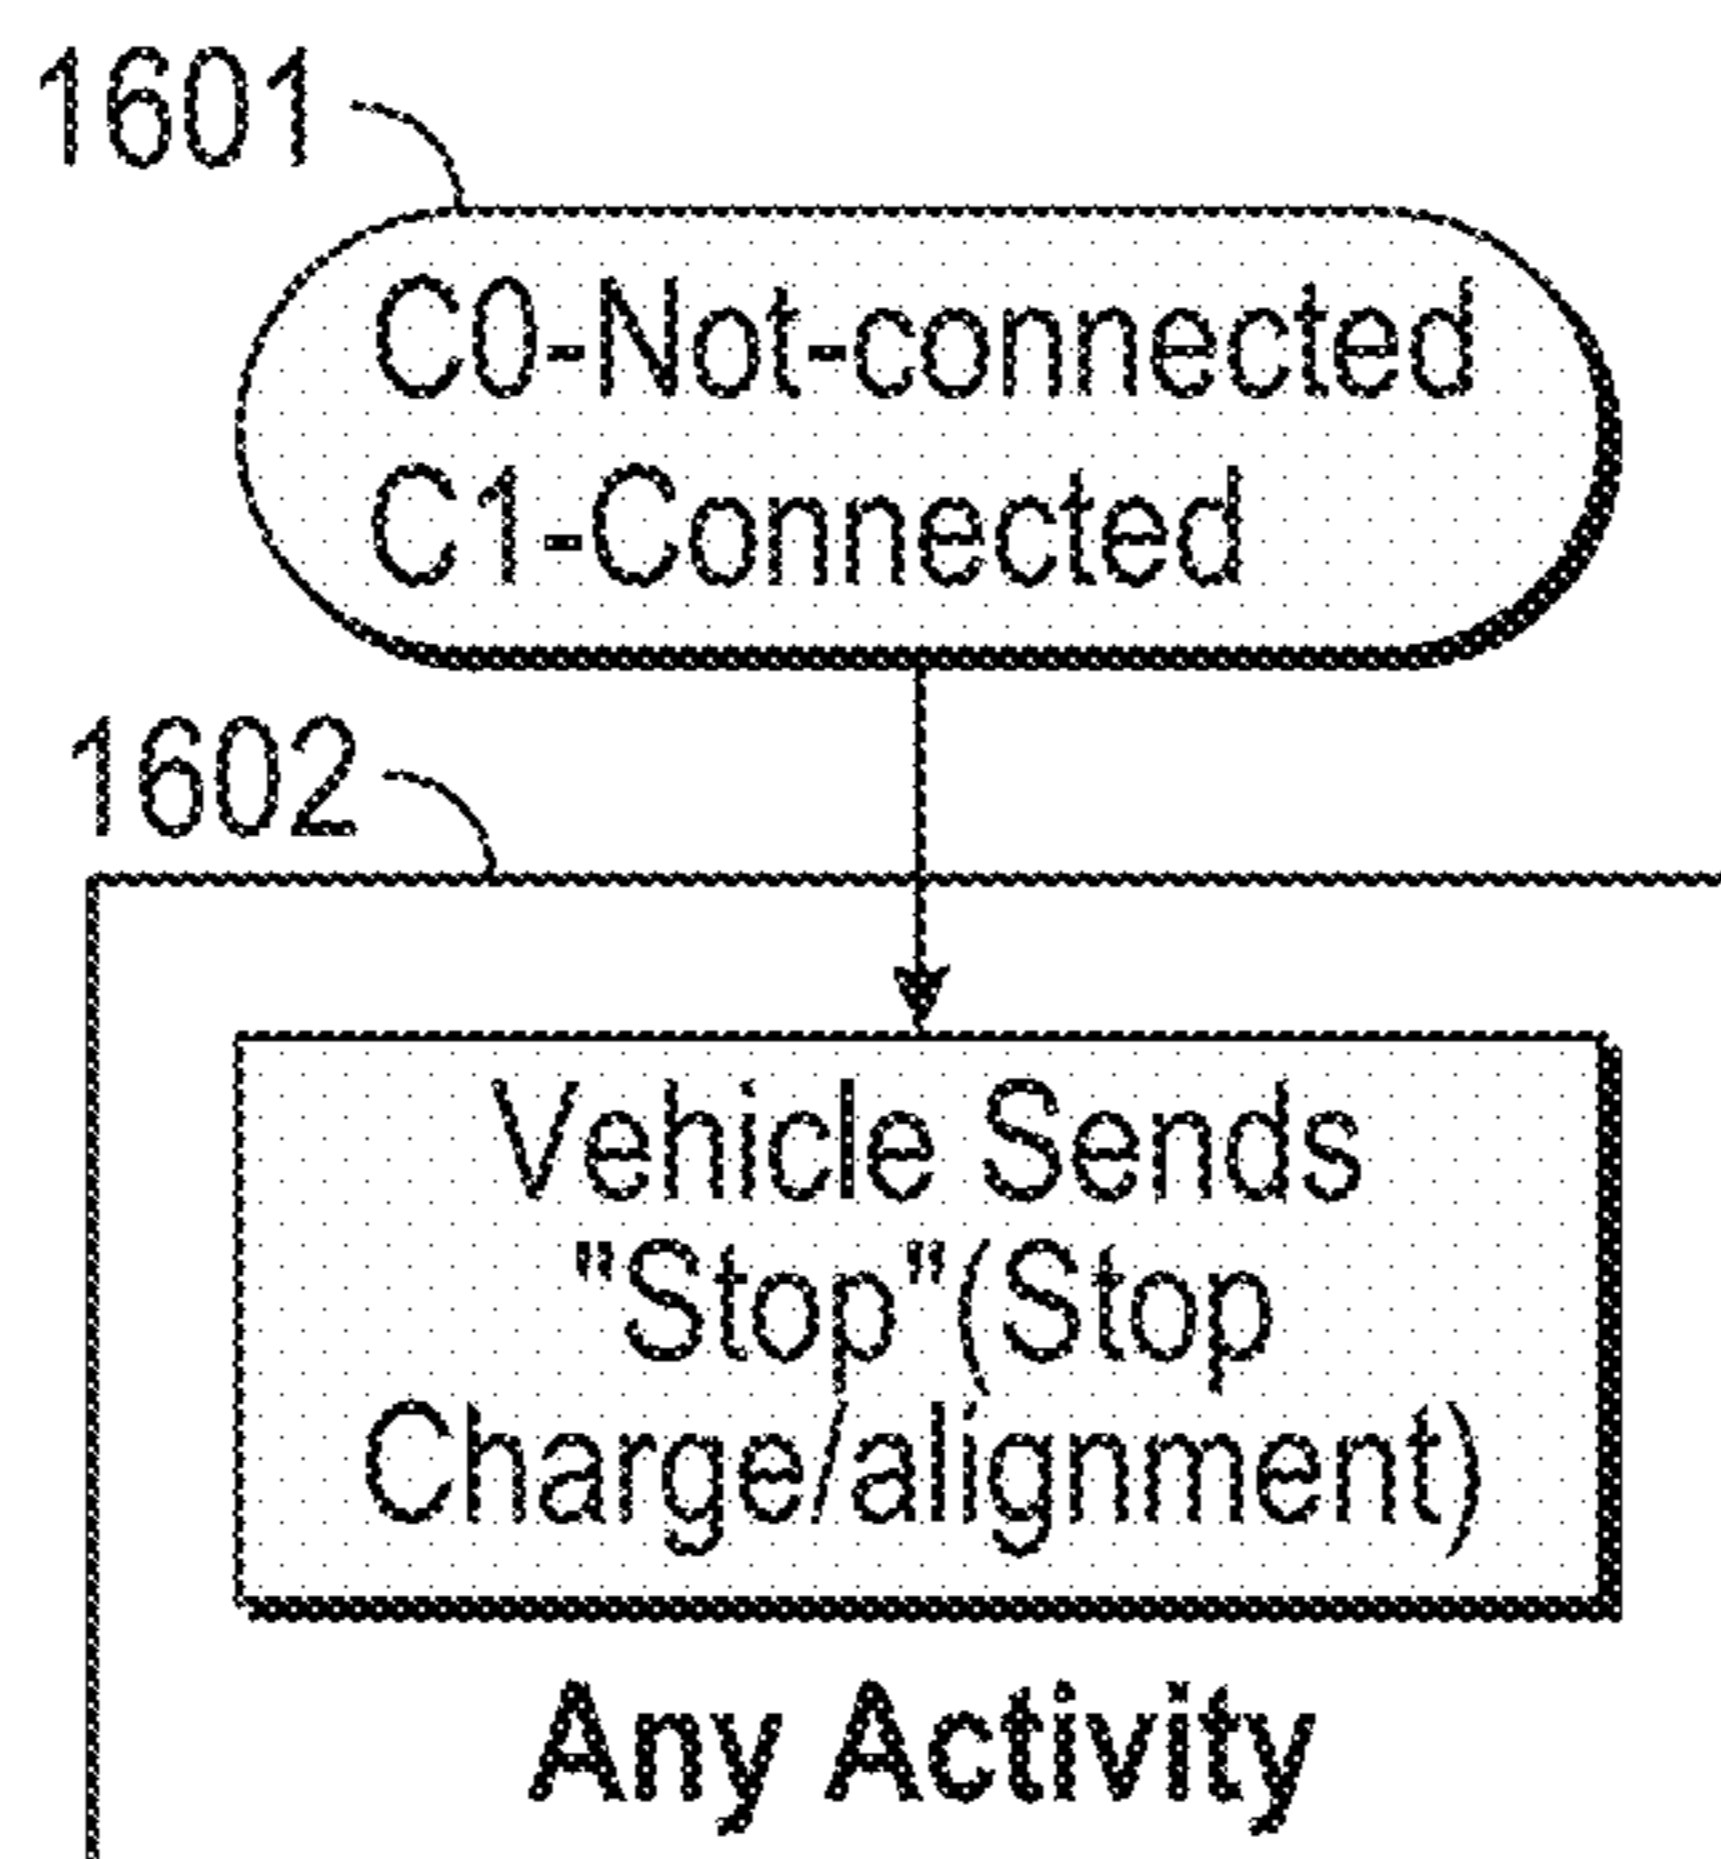 1601
C0-Not-connected
C1-Connected
1602
Vehicle Sends
"Stop"(Stop
Charge/alignment)
Any Activity